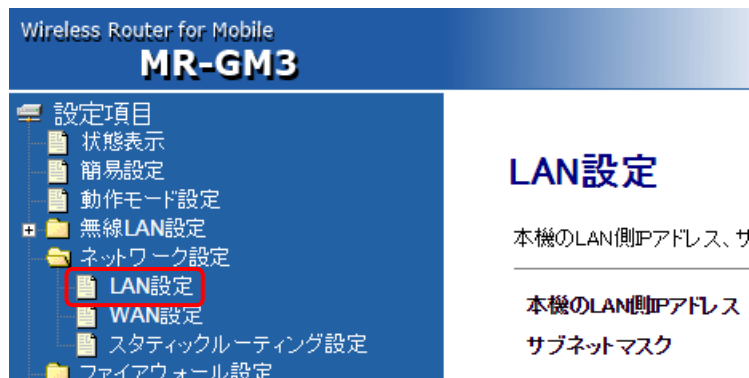 Wireless Router for Mobile
MR-GM3
設定項目
状態表示
簡易設定
動作モード設定
無線LAN設定
ネットワーク設定
LAN設定
WAN設定
スタティックルーティング設定
ファイアウォール設定
LAN設定
本機のLAN側IPアドレス、サ
本機のLAN側IPアドレス
サブネットマスク